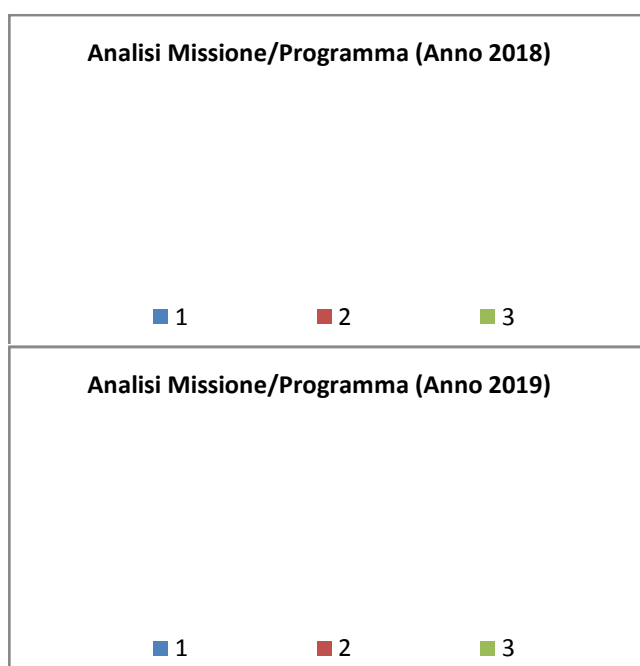 Analisi Missione/Programma (Anno 2018)
1 2 3
Analisi Missione/Programma (Anno 2019)
1 2 3